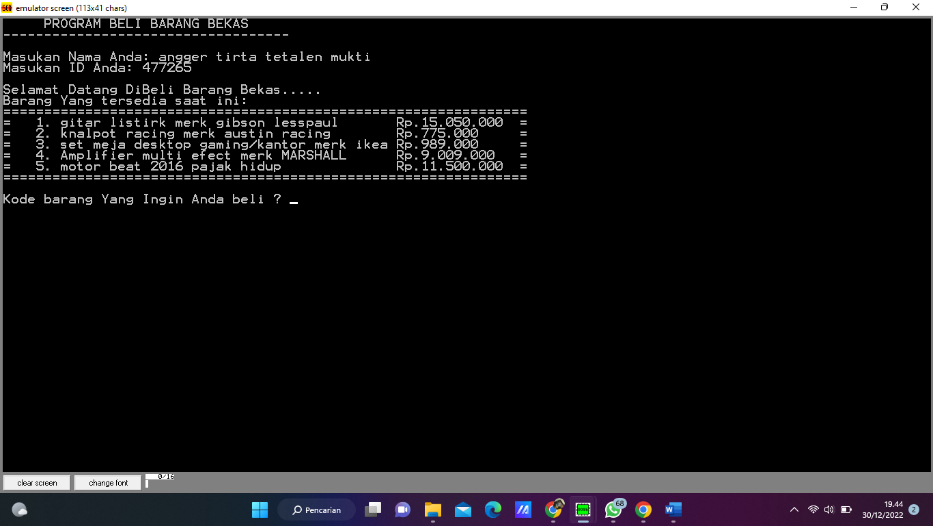 emulator screen (113x41 chars)
PROGRAM BELI BARANG BEKAS
-----------------------------------
Masukan Nama Anda: angger tirta tetalen mukti
Masukan ID Anda: 477265
Selamat Datang DiBeli Barang Bekas.....
Barang Yang tersedia saat ini:
================================================================
= 1. gitar listirk merk gibson lesspaul Rp.15.050.000 =
= 2. knalpot racing merk austin racing Rp.775.000 =
= 3. set meja desktop gaming/kantor merk ikea Rp.989.000 =
= 4. Amplifier multi efect merk MARSHALL Rp.9.009.000 =
= 5. motor beat 2016 pajak hidup Rp.11.500.000 =
================================================================
Kode barang Yang Ingin Anda beli ? _
clear screen change font 0/16
Pencarian 68 19.44
30/12/2022 2